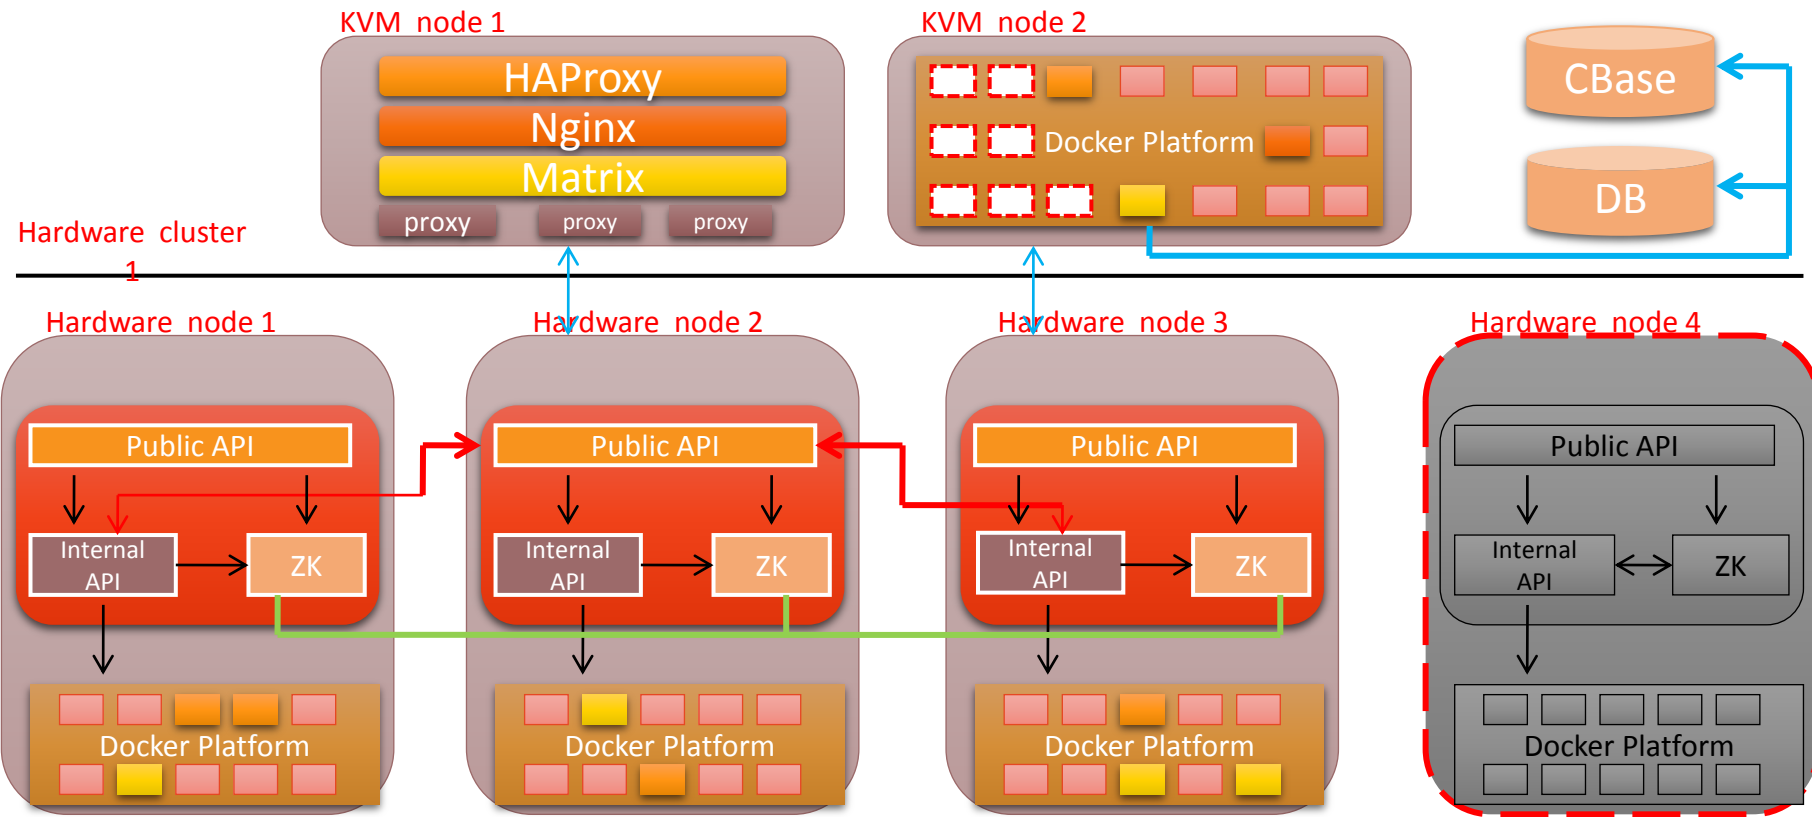 KVM node 1
KVM node 2
HAProxy
Nginx
Matrix
proxy
proxy
proxy
Docker Platform
CBase
DB
Hardware cluster
1
Hardware node 1
Hardware node 2
Hardware node 3
Hardware node 4
Public API
Internal
API
ZK
Docker Platform
Public API
Internal
API
ZK
Docker Platform
Public API
Internal
API
ZK
Docker Platform
Public API
Internal
API
ZK
Docker Platform